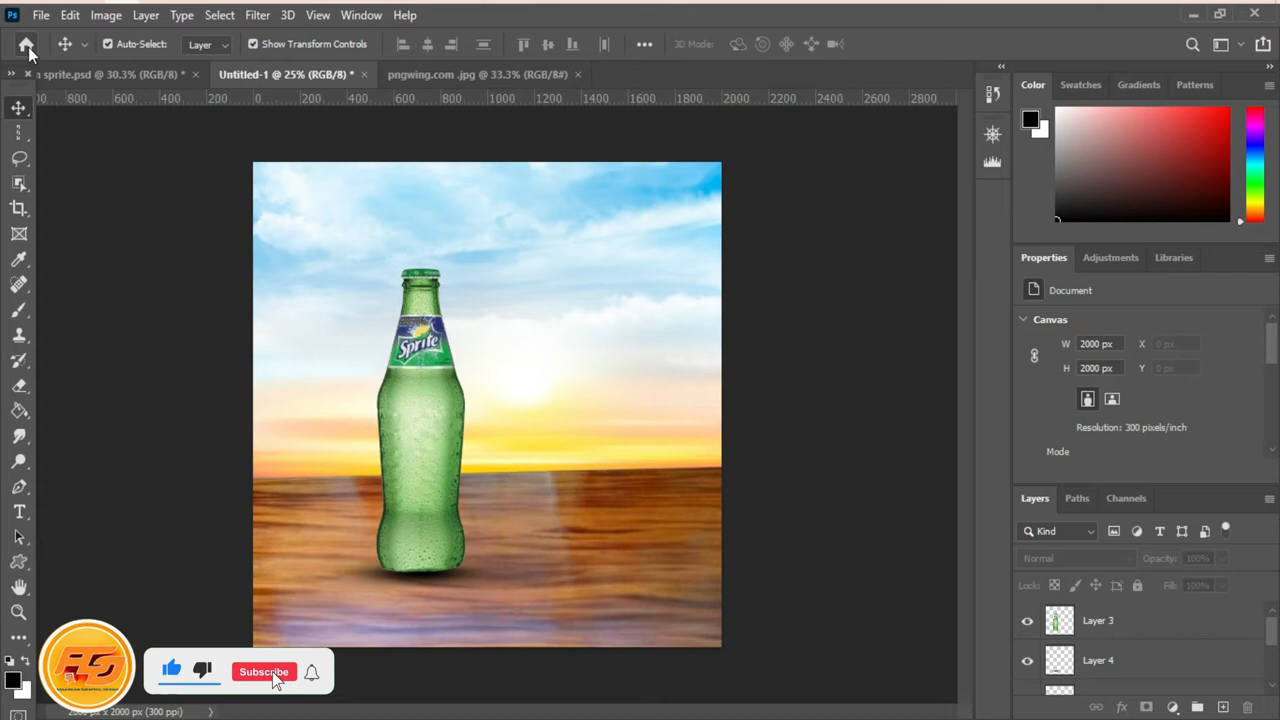 Ps File Edit Image Layer Type Select Filter 3D View Window Help
Auto-Select: Layer Show Transform Controls 3D Mode:
sprite.psd @ 30.3% (RGB/8) * Untitled-1 @ 25% (RGB/8) * pngwing.com .jpg @ 33.3% (RGB/8#)
800 600 400 200 0 200 400 600 800 1000 1200 1400 1600 1800 2000 2200 2400 2600 2800
Color Swatches Gradients Patterns
Properties Adjustments Libraries
Document
Canvas
W 2000 px X 0 px
H 2000 px Y 0 px
Resolution: 300 pixels/inch
Mode
Layers Paths Channels
Kind
Normal Opacity: 100%
Lock: Fill: 100%
Layer 3
Layer 4
Sprite
Subscribe
2000 px x 2000 px (300 ppi)